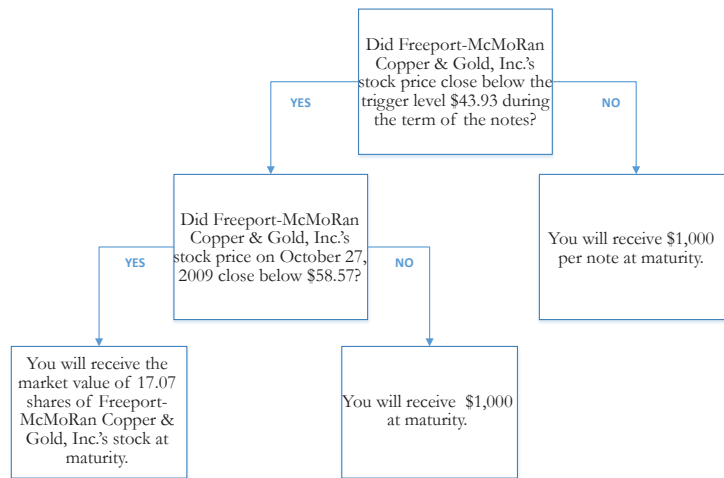 Did Freeport-McMoRan
Copper & Gold, Inc.'s
stock price close below the
trigger level $43.93 during
the term of the notes?
YES
NO
Did Freeport-McMoRan
Copper & Gold, Inc.'s
stock price on October 27,
2009 close below $58.57?
You will receive $1,000
per note at maturity.
YES
NO
You will receive the
market value of 17.07
shares of Freeport-
McMoRan Copper &
Gold, Inc.'s stock at
maturity.
You will receive $1,000
at maturity.